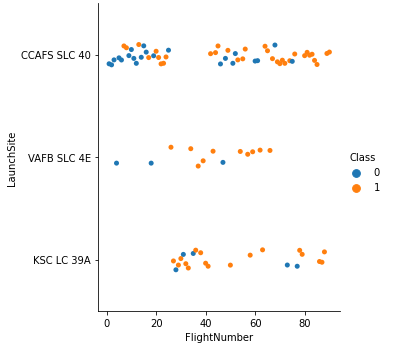 CCAFS SLC 40
VAFB SLC 4E
KSC LC 39A
LaunchSite
0 20 40 60 80
FlightNumber
Class
0
1